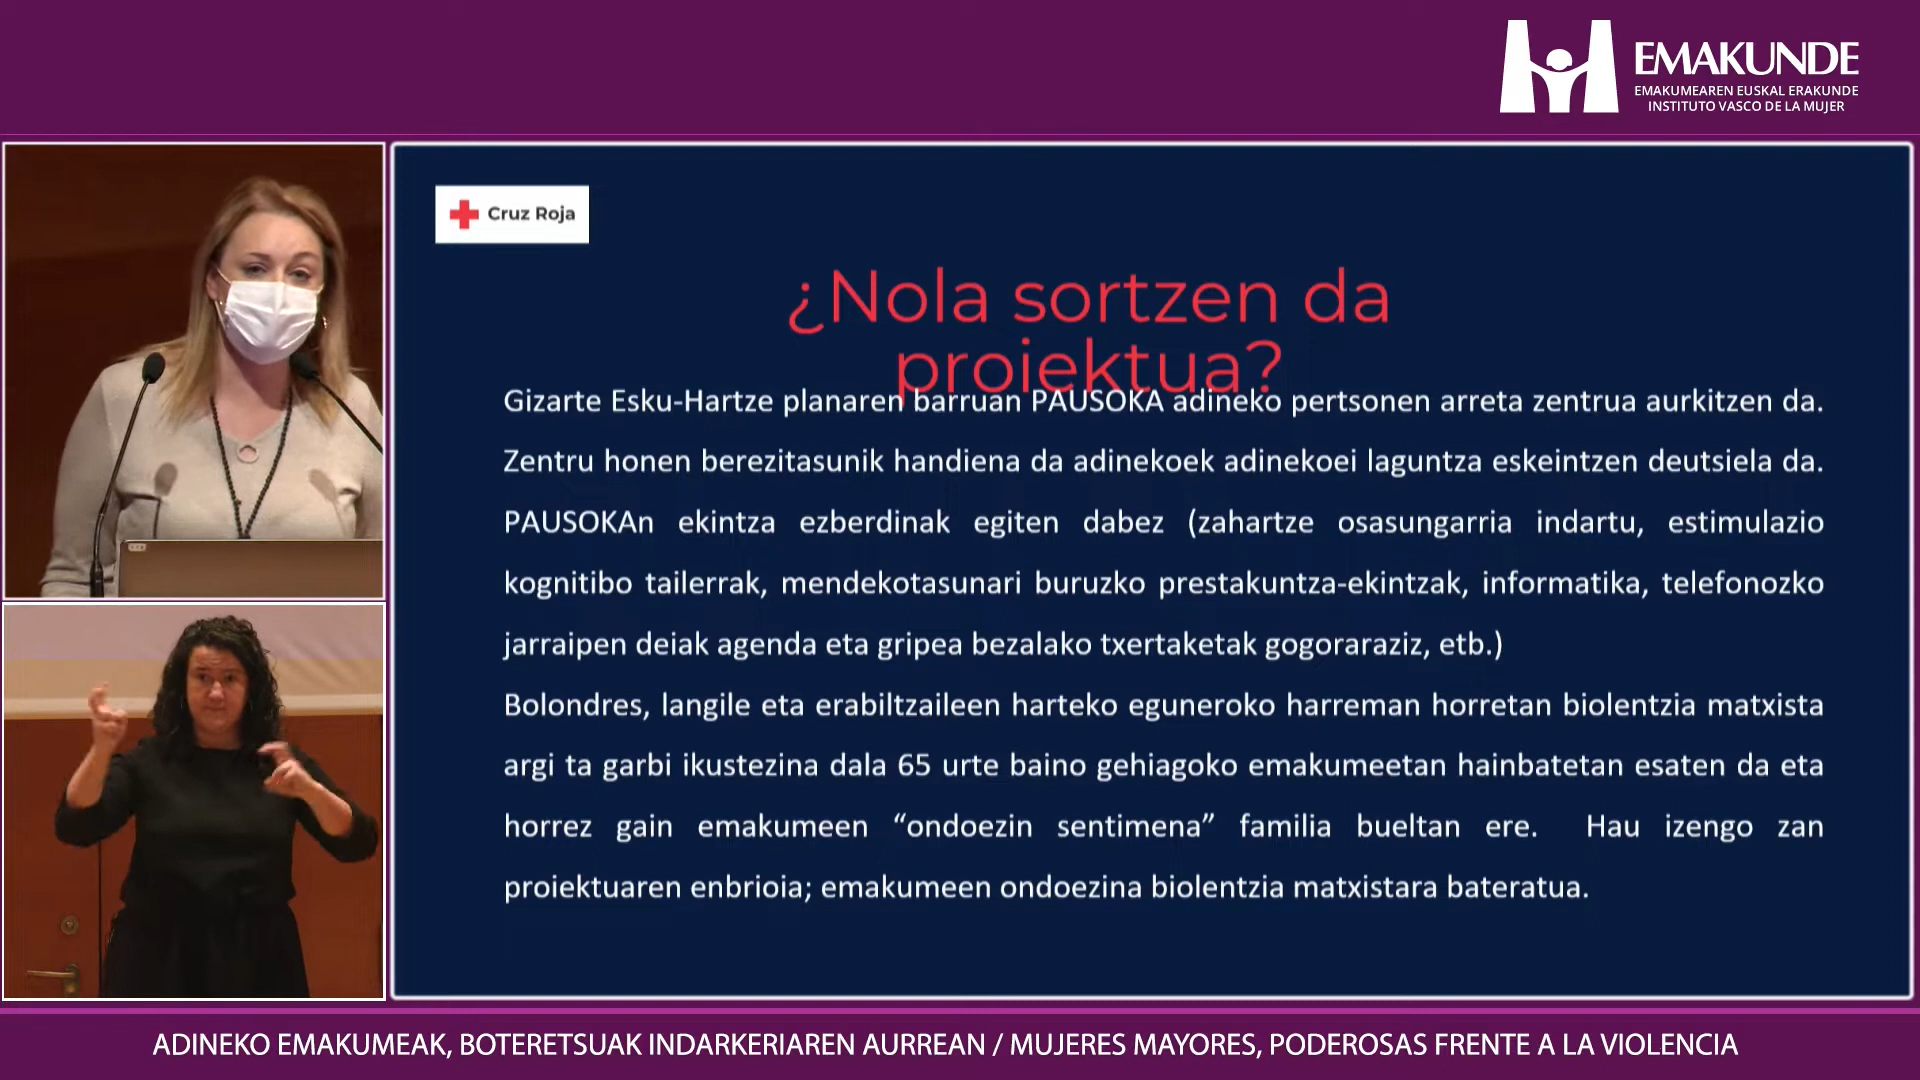 EMAKUNDE
EMAKUMEAREN EUSKAL ERAKUNDE
INSTITUTO VASCO DE LA MUJER
Cruz Roja
¿Nola sortzen da
proiektua?
Gizarte Esku-Hartze planaren barruan PAUSOKA adineko pertsonen arreta zentrua aurkitzen da.
Zentru honen berezitasunik handiena da adinekoek adinekoei laguntza eskeintzen deutsiela da.
PAUSOKAn ekintza ezberdinak egiten dabez (zahartze osasungarria indartu, estimulazio
kognitibo tailerrak, mendekotasunari buruzko prestakuntza-ekintzak, informatika, telefonozko
jarraipen deiak agenda eta gripea bezalako txertaketak gogoraraziz, etb.)
Bolondres, langile eta erabiltzaileen harteko eguneroko harreman horretan biolentzia matxista
argi ta garbi ikustezina dala 65 urte baino gehiagoko emakumeetan hainbatetan esaten da eta
horrez gain emakumeen “ondoezin sentimena” familia bueltan ere. Hau izengo zan
proiektuaren enbrioia; emakumeen ondoezina biolentzia matxistara bateratua.
ADINEKO EMAKUMEAK, BOTERETSUAK INDARKERIAREN AURREAN / MUJERES MAYORES, PODEROSAS FRENTE A LA VIOLENCIA